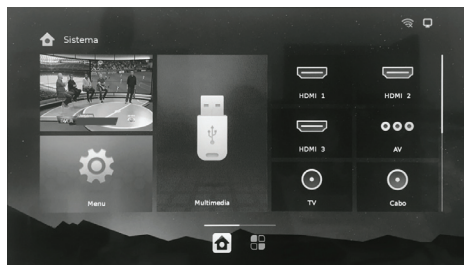 Sistema
HDMI 1
HDMI 2
HDMI 3
AV
Menu
Multimedia
TV
Cabo